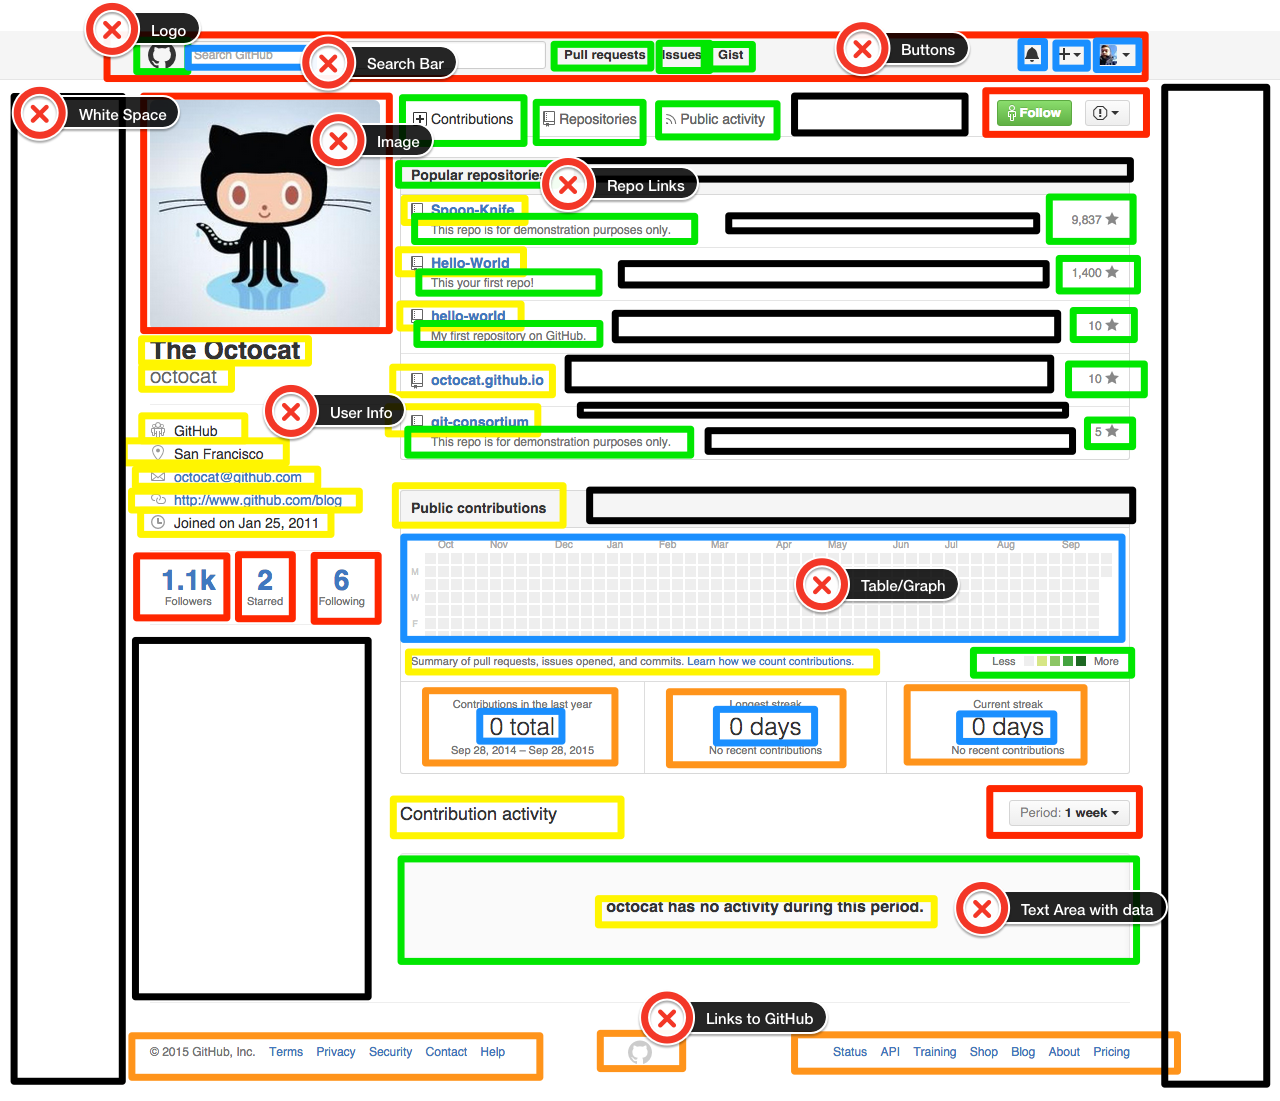 Logo
Search GitHub
Search Bar
Pull requests
Issues
Gist
Buttons
White Space
Image
Contributions
Repositories
Public activity
Follow
Popular repositories
Repo Links
Spoon-Knife
This repo is for demonstration purposes only.
9,837
Hello-World
This your first repo!
1,400
hello-world
My first repository on GitHub.
10
octocat.github.io
10
git-consortium
This repo is for demonstration purposes only.
5
The Octocat
octocat
User Info
GitHub
San Francisco
octocat@github.com
http://www.github.com/blog
Joined on Jan 25, 2011
1.1k
Followers
2
Starred
6
Following
Public contributions
Oct Nov Dec Jan Feb Mar Apr May Jun Jul Aug Sep
M
W
F
Table/Graph
Summary of pull requests, issues opened, and commits. Learn how we count contributions.
Less
More
Contributions in the last year
0 total
Sep 28, 2014 – Sep 28, 2015
Longest streak
0 days
No recent contributions
Current streak
0 days
No recent contributions
Contribution activity
Period: 1 week
octocat has no activity during this period.
Text Area with data
Links to GitHub
© 2015 GitHub, Inc. Terms Privacy Security Contact Help
Status API Training Shop Blog About Pricing